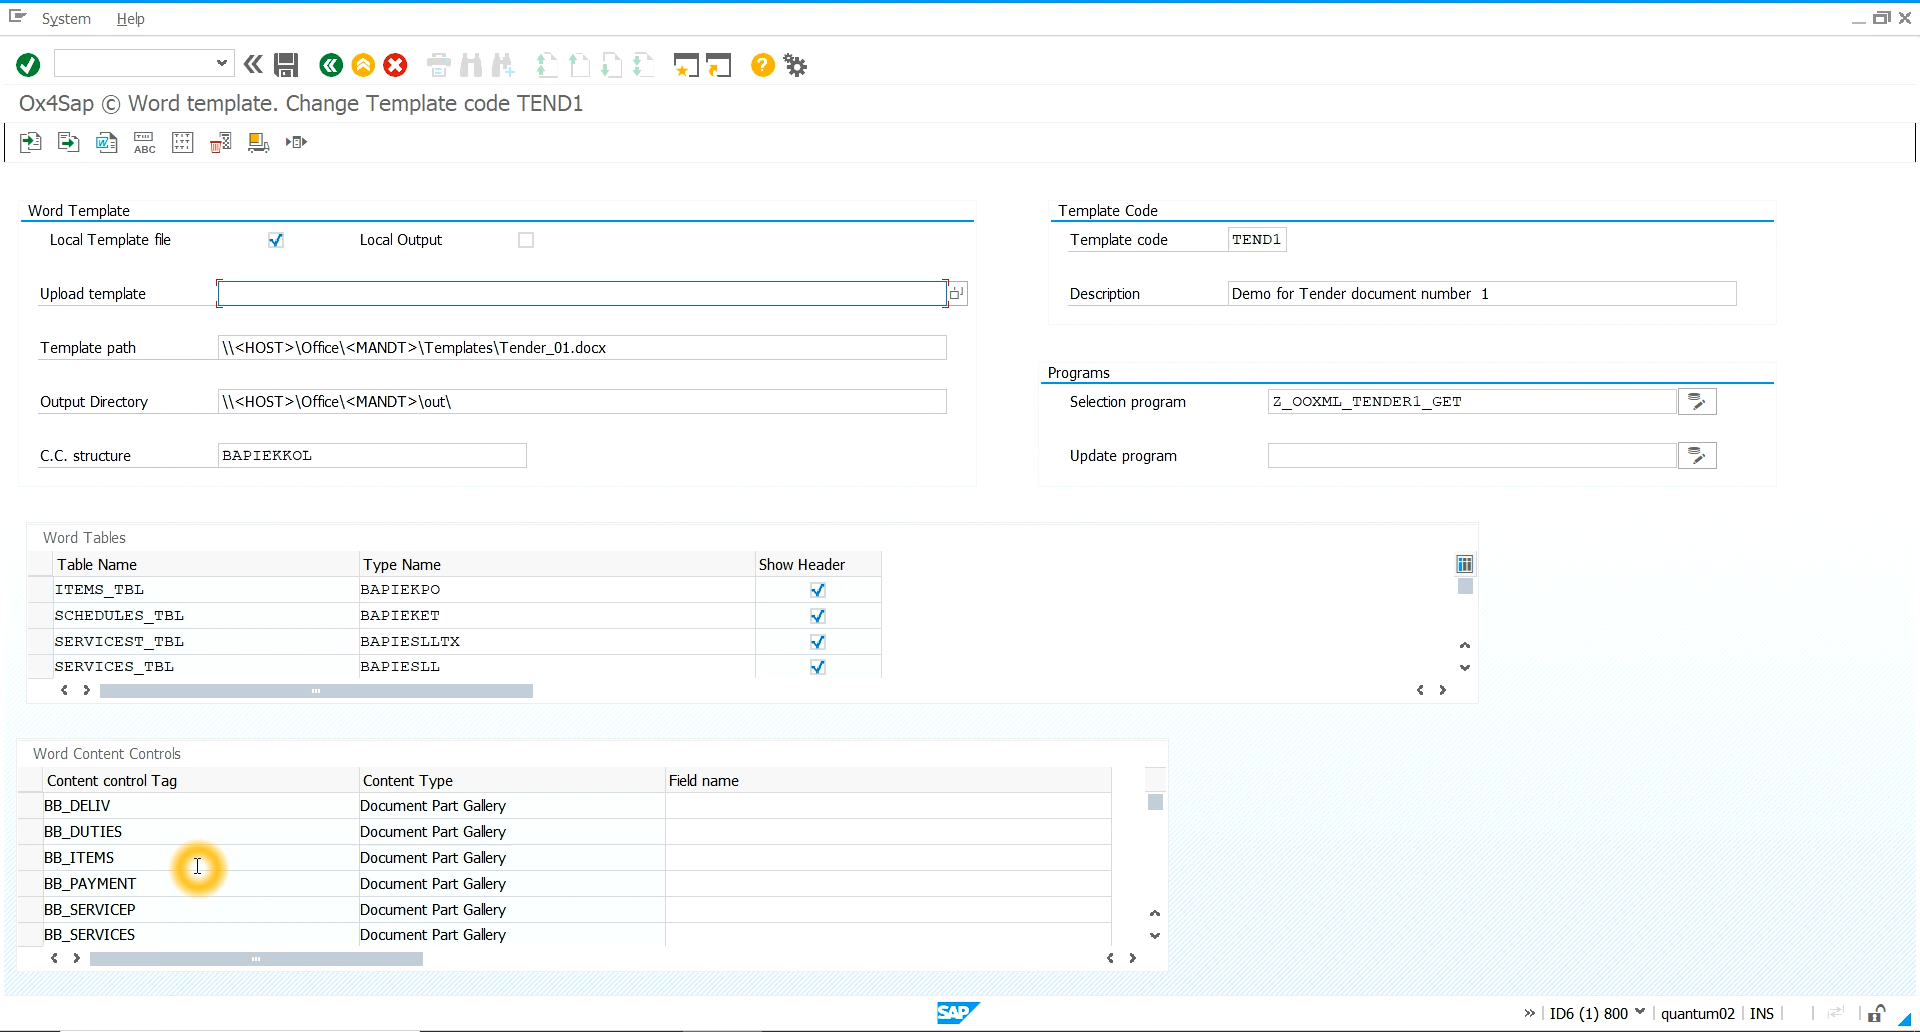 System Help
Ox4Sap © Word template. Change Template code TEND1
ABC
Word Template
Local Template file Local Output
Upload template
Template path \\<HOST>\Office\<MANDT>\Templates\Tender_01.docx
Output Directory \\<HOST>\Office\<MANDT>\out\
C.C. structure BAPIEKKOL
Template Code
Template code TEND1
Description Demo for Tender document number 1
Programs
Selection program Z_OOXML_TENDER1_GET
Update program
Word Tables
Table Name Type Name Show Header
ITEMS_TBL BAPIEKPO
SCHEDULES_TBL BAPIEKET
SERVICEST_TBL BAPIESLLTX
SERVICES_TBL BAPIESLL
Word Content Controls
Content control Tag Content Type Field name
BB_DELIV Document Part Gallery
BB_DUTIES Document Part Gallery
BB_ITEMS Document Part Gallery
BB_PAYMENT Document Part Gallery
BB_SERVICEP Document Part Gallery
BB_SERVICES Document Part Gallery
SAP ID6 (1) 800 quantum02 INS